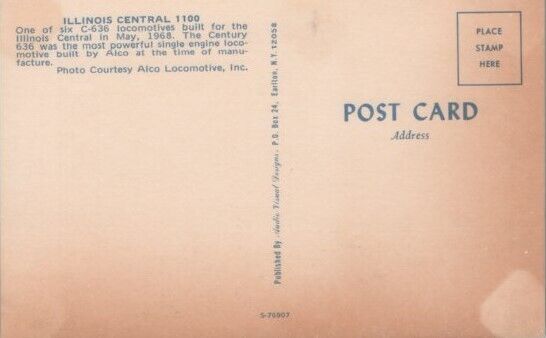 ILLINOIS CENTRAL 1100
One of six C-636 locomotives built for the
Illinois Central in May, 1968. The Century
636 was the most powerful single engine loco-
motive built by Alco at the time of manu-
facture.
Photo Courtesy Alco Locomotive, Inc.
Published By Audio Visual Designs, P.O. Box 24, Earlton, N.Y. 12058
S-70907
PLACE
STAMP
HERE
POST CARD
Address